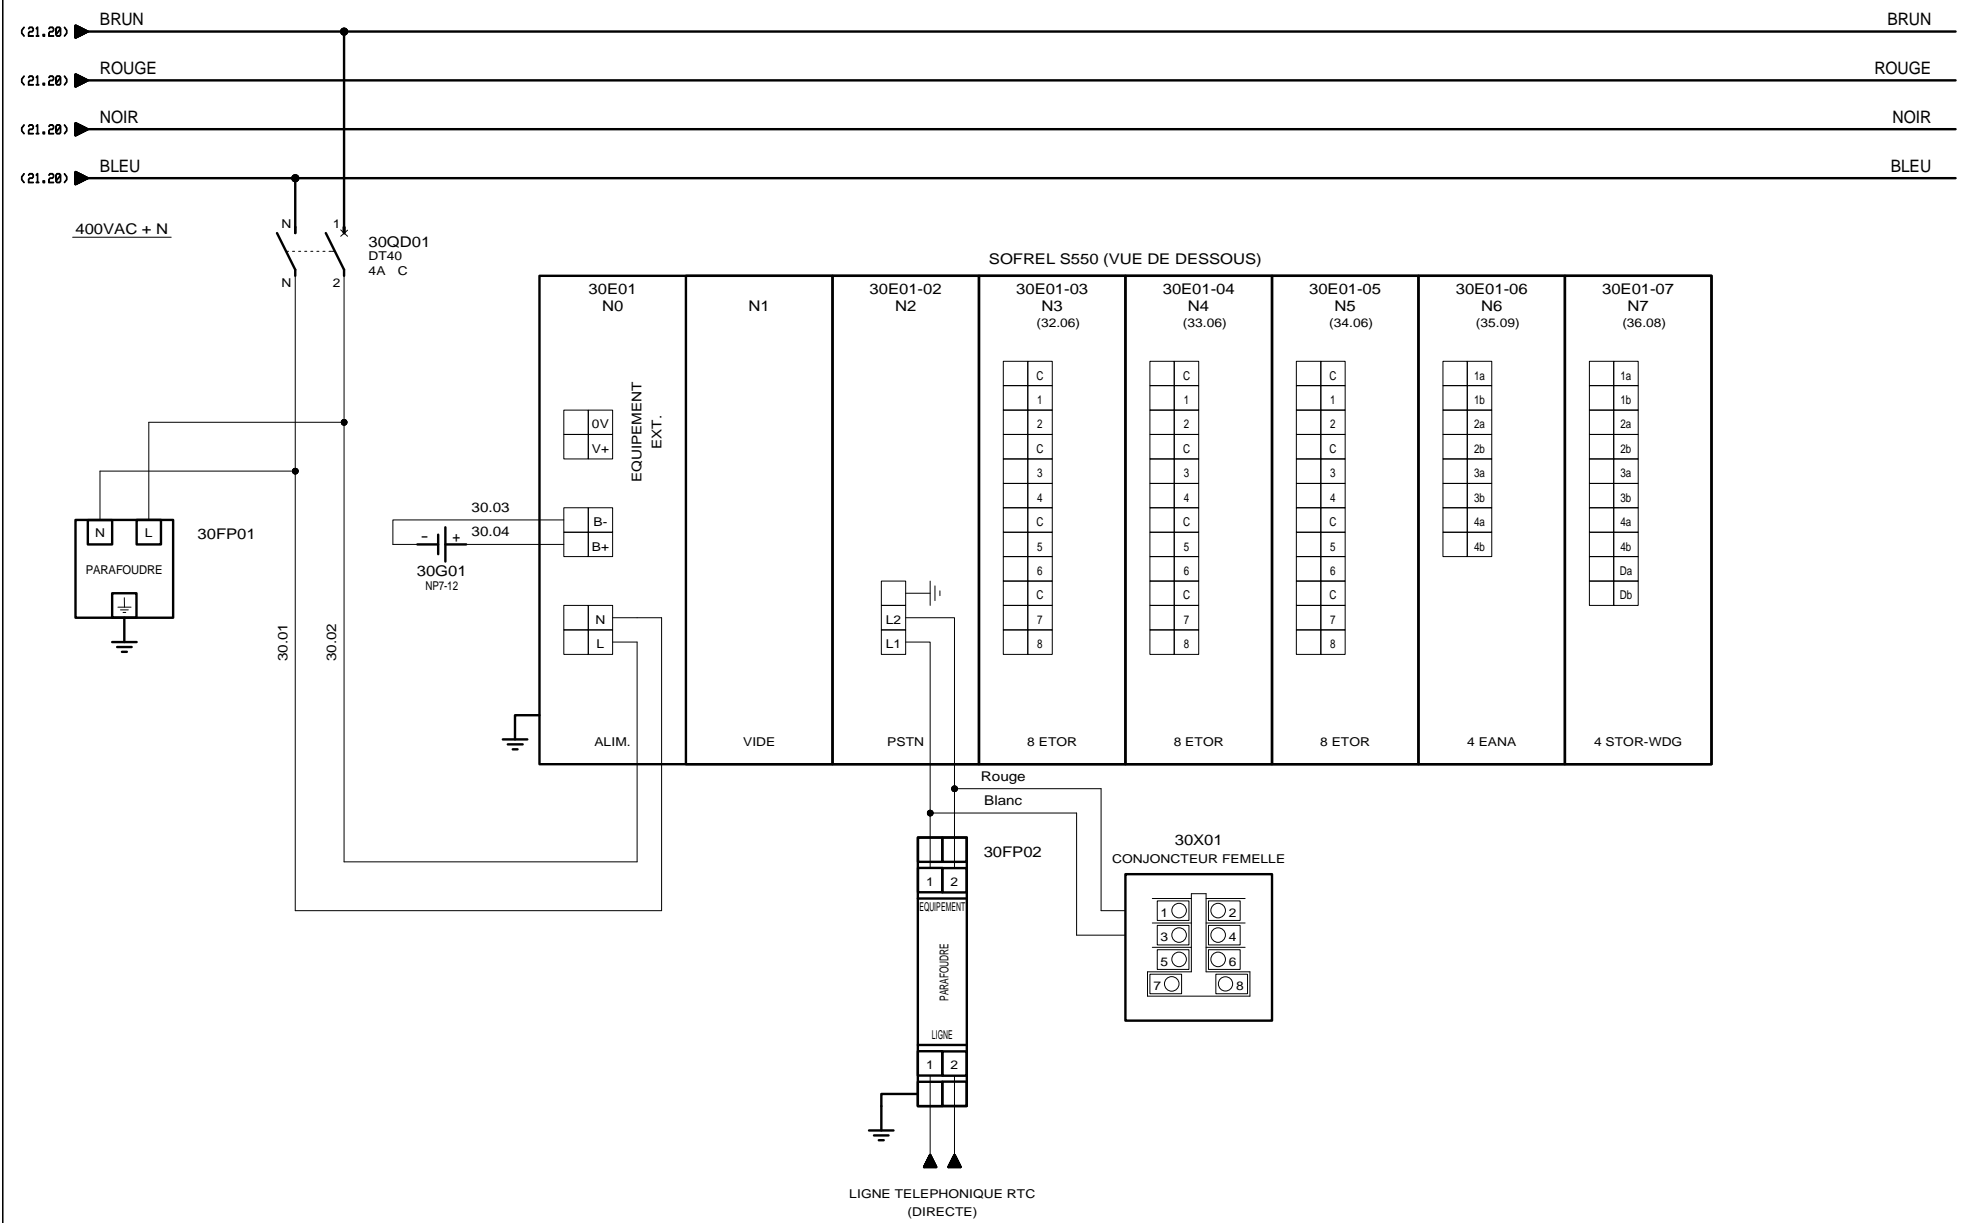 (21.20) BRUN BRUN
(21.20) ROUGE ROUGE
(21.20) NOIR NOIR
(21.20) BLEU BLEU
400VAC + N
N 1
30QD01
DT40
4A C
N 2
SOFREL S550 (VUE DE DESSOUS)
30E01
N0
EQUIPEMENT
EXT.
0V
V+
B-
B+
N
L
ALIM.
N1
VIDE
30E01-02
N2
L2
L1
PSTN
30E01-03
N3
(32.06)
C
1
2
C
3
4
C
5
6
C
7
8
8 ETOR
30E01-04
N4
(33.06)
C
1
2
C
3
4
C
5
6
C
7
8
8 ETOR
30E01-05
N5
(34.06)
C
1
2
C
3
4
C
5
6
C
7
8
8 ETOR
30E01-06
N6
(35.09)
1a
1b
2a
2b
3a
3b
4a
4b
4 EANA
30E01-07
N7
(36.08)
1a
1b
2a
2b
3a
3b
4a
4b
Da
Db
4 STOR-WDG
30.03
30.04
- +
30G01
NP7-12
N L
30FP01
PARAFOUDRE
30.01
30.02
Rouge
Blanc
30FP02
1 2
EQUIPEMENT
PARAFOUDRE
LIGNE
1 2
30X01
CONJONCTEUR FEMELLE
1 2
3 4
5 6
7 8
LIGNE TELEPHONIQUE RTC
(DIRECTE)